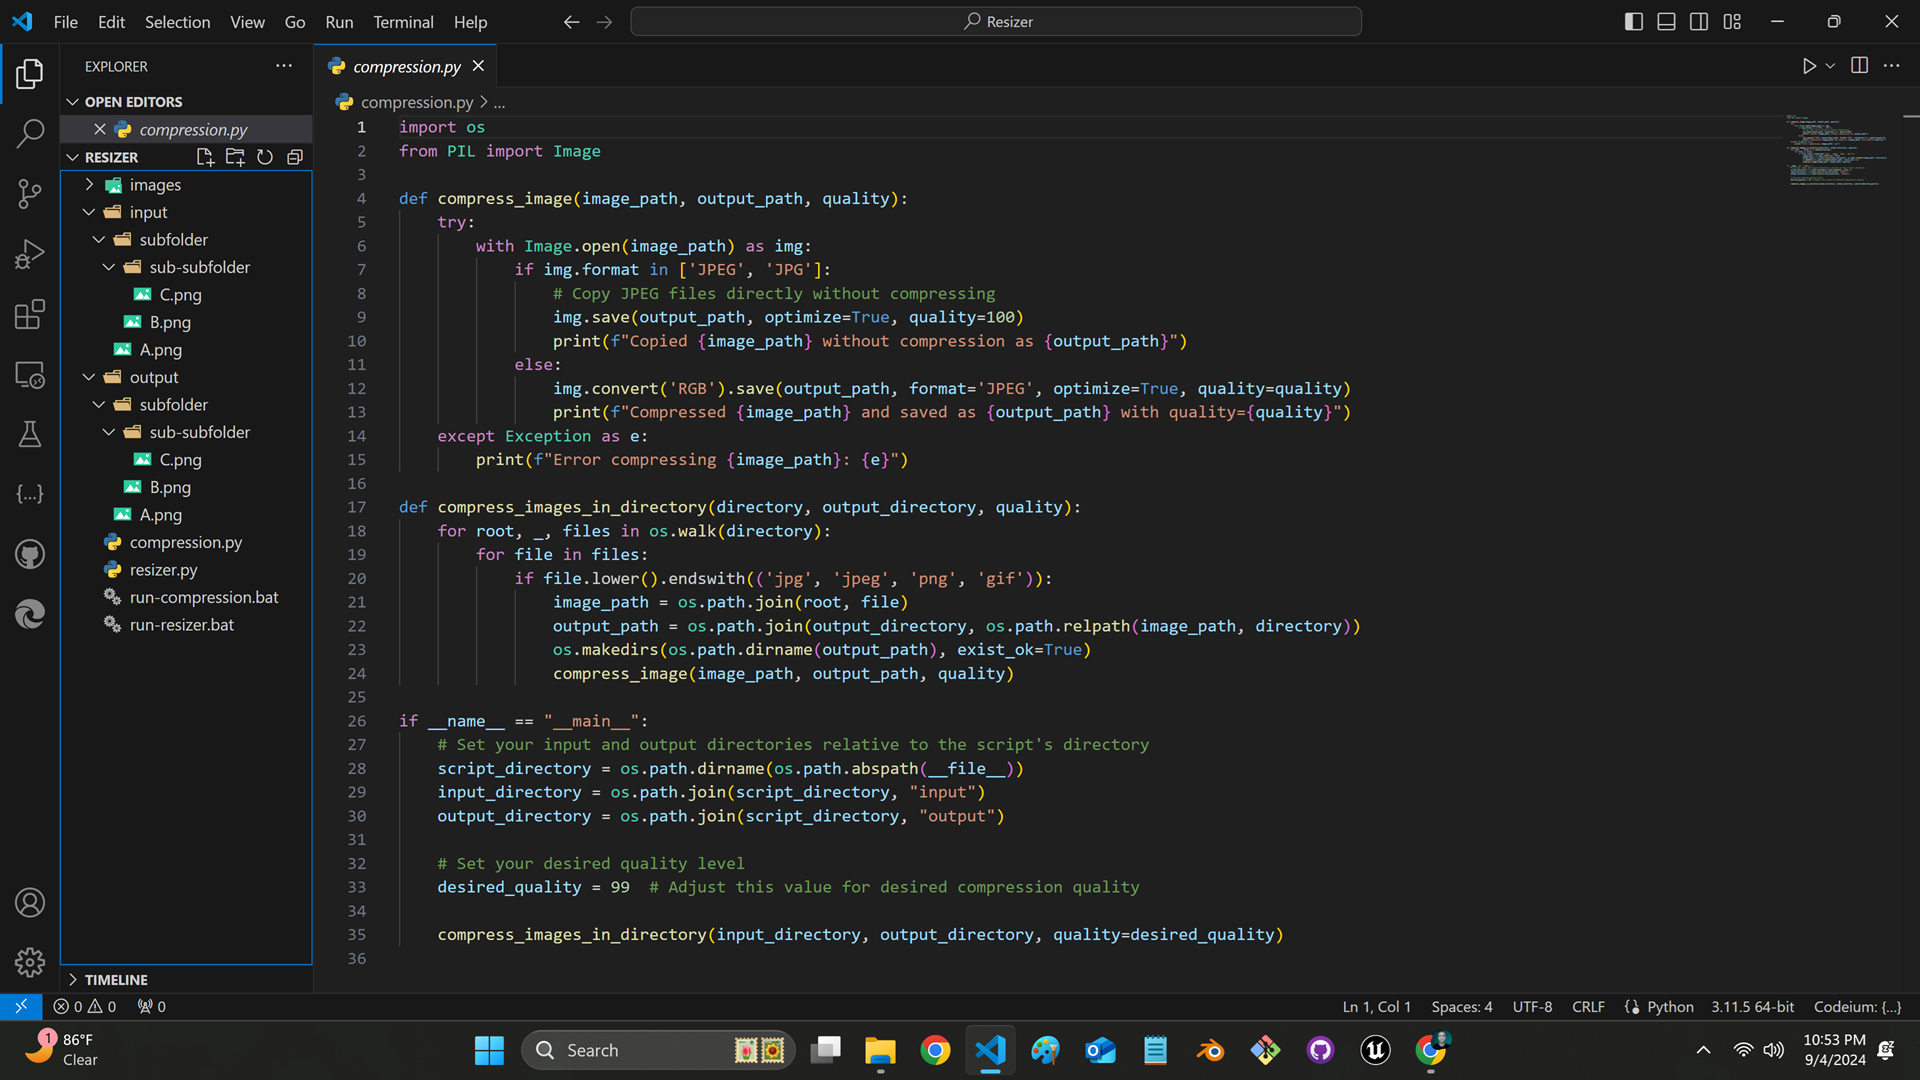 File Edit Selection View Go Run Terminal Help
Resizer
EXPLORER
OPEN EDITORS
compression.py
RESIZER
images
input
subfolder
sub-subfolder
C.png
B.png
A.png
output
subfolder
sub-subfolder
C.png
B.png
A.png
compression.py
resizer.py
run-compression.bat
run-resizer.bat
TIMELINE
compression.py
compression.py > ...
1 import os
2 from PIL import Image
3
4 def compress_image(image_path, output_path, quality):
5 try:
6 with Image.open(image_path) as img:
7 if img.format in ['JPEG', 'JPG']:
8 # Copy JPEG files directly without compressing
9 img.save(output_path, optimize=True, quality=100)
10 print(f"Copied {image_path} without compression as {output_path}")
11 else:
12 img.convert('RGB').save(output_path, format='JPEG', optimize=True, quality=quality)
13 print(f"Compressed {image_path} and saved as {output_path} with quality={quality}")
14 except Exception as e:
15 print(f"Error compressing {image_path}: {e}")
16
17 def compress_images_in_directory(directory, output_directory, quality):
18 for root, _, files in os.walk(directory):
19 for file in files:
20 if file.lower().endswith(('jpg', 'jpeg', 'png', 'gif')):
21 image_path = os.path.join(root, file)
22 output_path = os.path.join(output_directory, os.path.relpath(image_path, directory))
23 os.makedirs(os.path.dirname(output_path), exist_ok=True)
24 compress_image(image_path, output_path, quality)
25
26 if __name__ == "__main__":
27 # Set your input and output directories relative to the script's directory
28 script_directory = os.path.dirname(os.path.abspath(__file__))
29 input_directory = os.path.join(script_directory, "input")
30 output_directory = os.path.join(script_directory, "output")
31
32 # Set your desired quality level
33 desired_quality = 99 # Adjust this value for desired compression quality
34
35 compress_images_in_directory(input_directory, output_directory, quality=desired_quality)
36
0 0 0
Ln 1, Col 1 Spaces: 4 UTF-8 CRLF Python 3.11.5 64-bit Codeium: {...}
1
86°F
Clear
Search
10:53 PM
9/4/2024